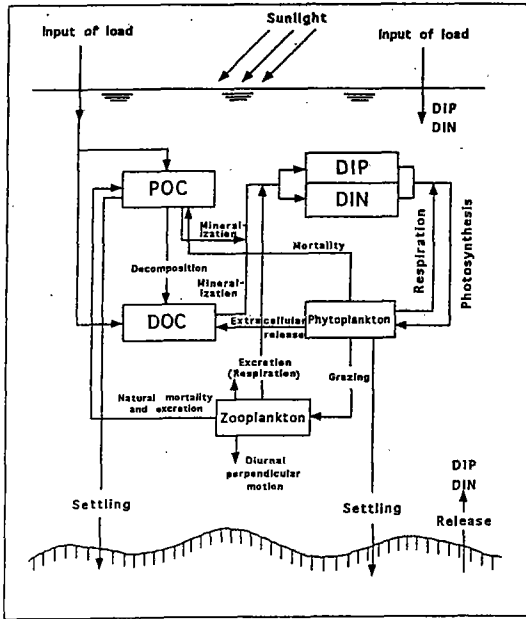 Sunlight
Input of load
Input of load
DIP
DIN
POC
DIP
DIN
Mineral-
ization
Mortality
Respiration
Photosynthesis
Decomposition
Mineral-
ization
DOC
Extracellular
release
Phytoplankton
Excretion
(Respiration)
Grazing
Natural mortality
and excretion
Zooplankton
Diurnal
perpendicular
motion
DIP
DIN
Settling
Settling
Release